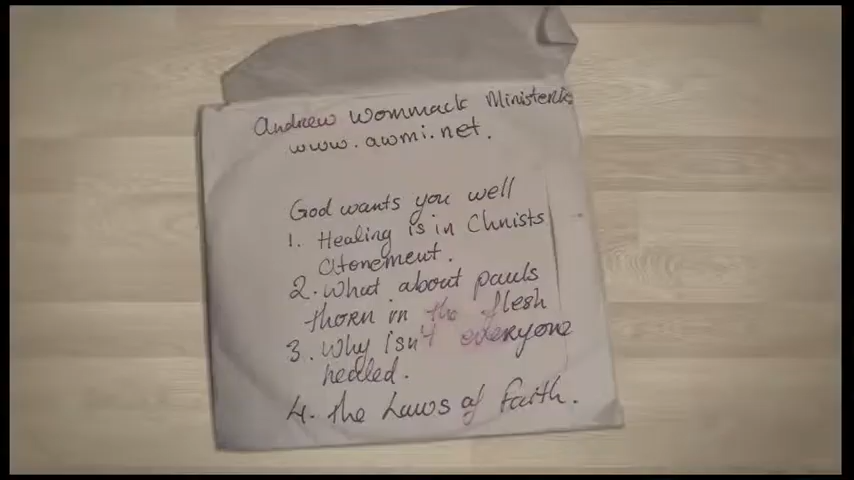 Andrew Wommack Ministeries
www.awmi.net.
God wants you well
1. Healing is in Christs
atonement.
2. What about pauls
thorn in the flesh
3. Why isn't everyone
healed.
4. The Laws of faith.